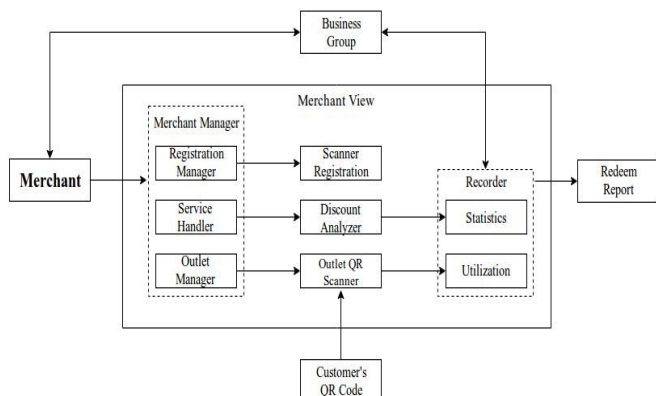 Business
Group
Merchant View
Merchant Manager
Registration
Manager
Scanner
Registration
Merchant
Recorder
Redeem
Report
Service
Handler
Discount
Analyzer
Statistics
Outlet
Manager
Outlet QR
Scanner
Utilization
Customer's
QR Code